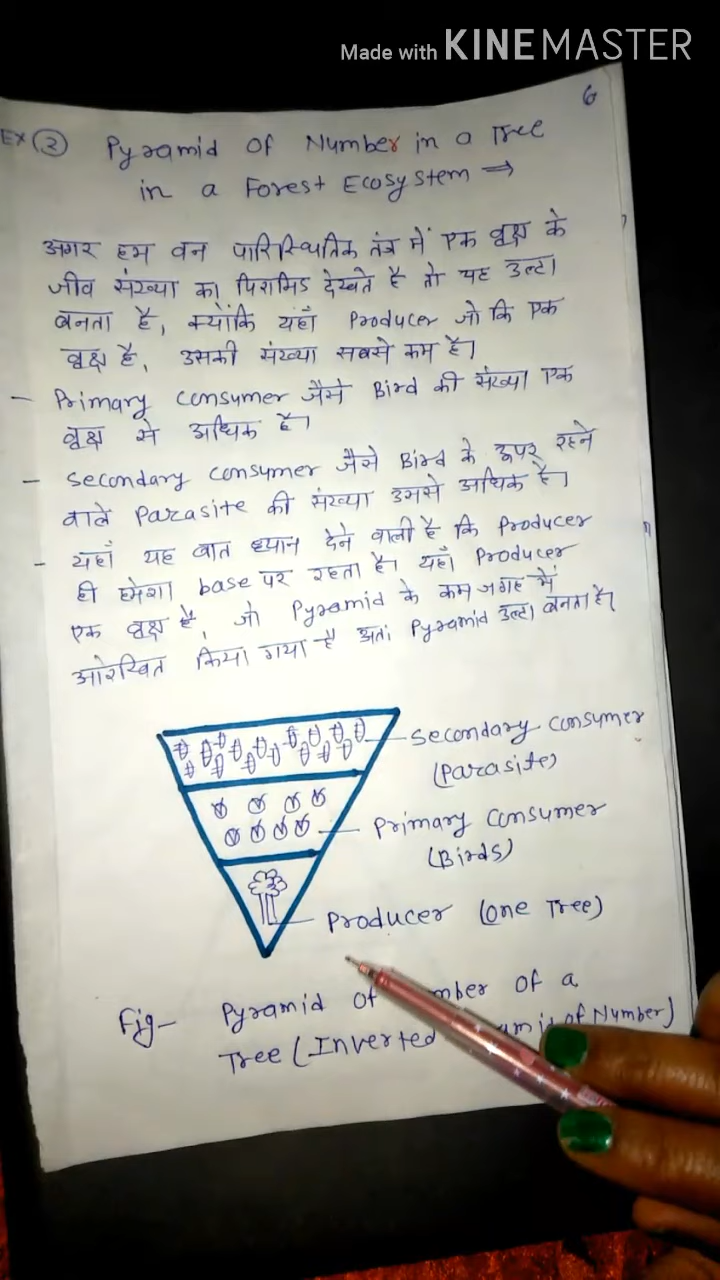 Made with KINEMASTER
6
Ex ② Pyramid of Number in a Tree
in a Forest Ecosystem ⇒
अगर हम वन पारिस्थितिक तंत्र में एक वृक्ष के
जीव संख्या का पिरामिड देखते है तो यह उल्टा
बनता है, क्योंकि यहाँ Producer जो कि एक
वृक्ष है, उसकी संख्या सबसे कम है।
- Primary Consumer जैसे Bird की संख्या एक
वृक्ष से अधिक है।
- Secondary Consumer जैसे Bird के ऊपर रहने
वाले Parasite की संख्या उससे अधिक है।
- यहाँ यह बात ध्यान देने वाली है कि Producer
ही हमेशा base पर रहता है। यहाँ Producer
एक वृक्ष है, जो Pyramid के कम जगह में
किया गया है अतः Pyramid उल्टा बनता है।
Secondary Consumer
(Parasite)
Primary Consumer
(Birds)
Producer (One Tree)
Fig- Pyramid of of a
Tree (Inverted of Number)